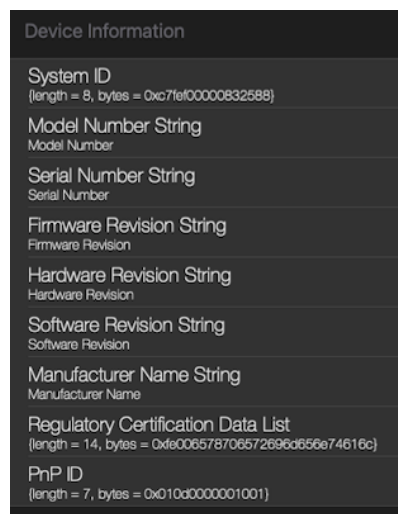 Device Information
System ID
{length = 8, bytes = 0xc7fef00000832588}
Model Number String
Model Number
Serial Number String
Serial Number
Firmware Revision String
Firmware Revision
Hardware Revision String
Hardware Revision
Software Revision String
Software Revision
Manufacturer Name String
Manufacturer Name
Regulatory Certification Data List
{length = 14, bytes = 0xfe006578706572696d656e74616c}
PnP ID
{length = 7, bytes = 0x010d0000001001}